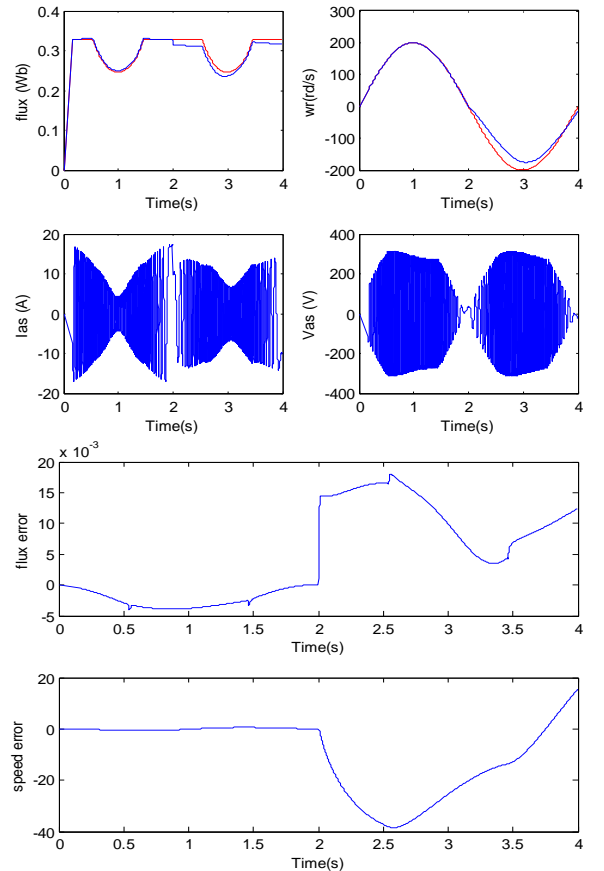 0.4
0.3
0.2
0.1
0
flux (Wb)
0 1 2 3 4
Time(s)
200
100
0
-100
-200
wr(rd/s)
0 1 2 3 4
Time(s)
20
10
0
-10
-20
Ias (A)
0 1 2 3 4
Time(s)
400
200
0
-200
-400
Vas (V)
0 1 2 3 4
Time(s)
x 10-3
20
15
10
5
0
-5
flux error
0 0.5 1 1.5 2 2.5 3 3.5 4
Time(s)
20
0
-20
-40
speed error
0 0.5 1 1.5 2 2.5 3 3.5 4
Time(s)